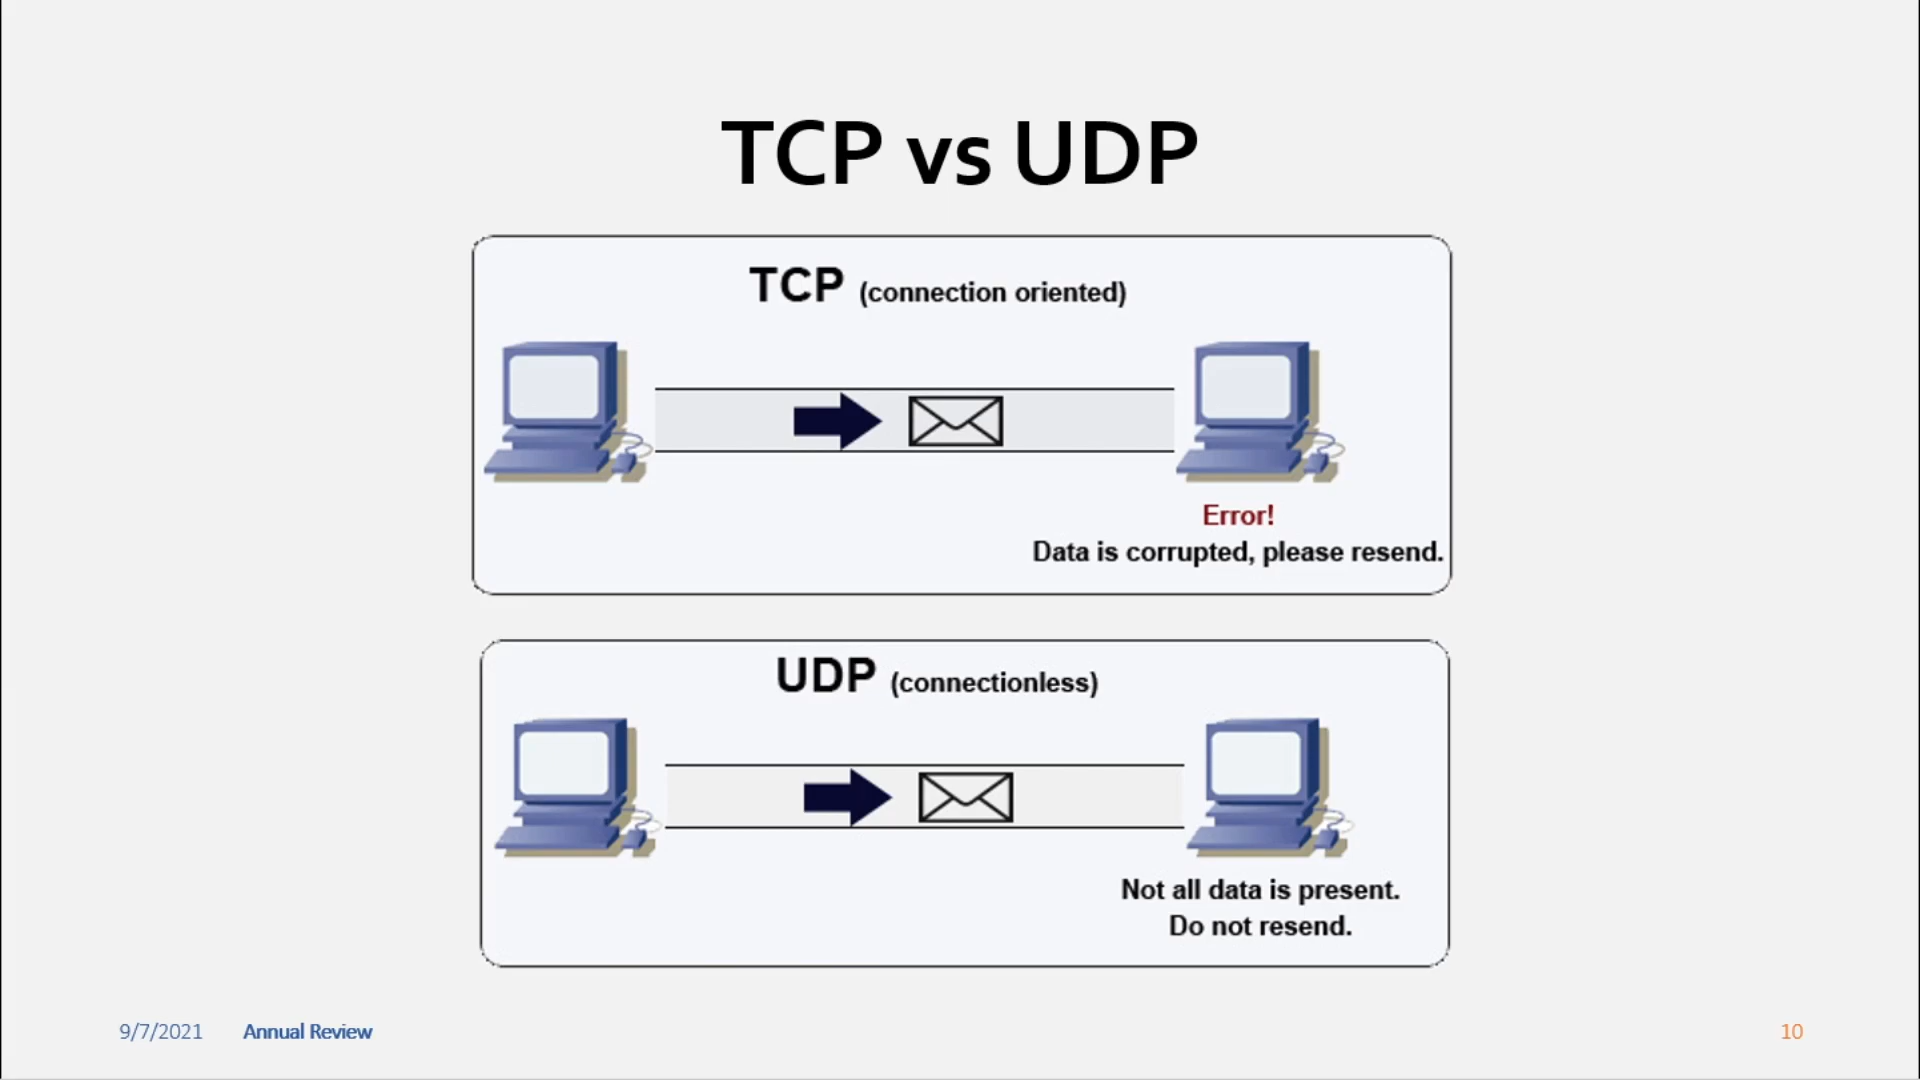 TCP vs UDP
TCP (connection oriented)
Error!
Data is corrupted, please resend.
UDP (connectionless)
Not all data is present.
Do not resend.
9/7/2021 Annual Review 10